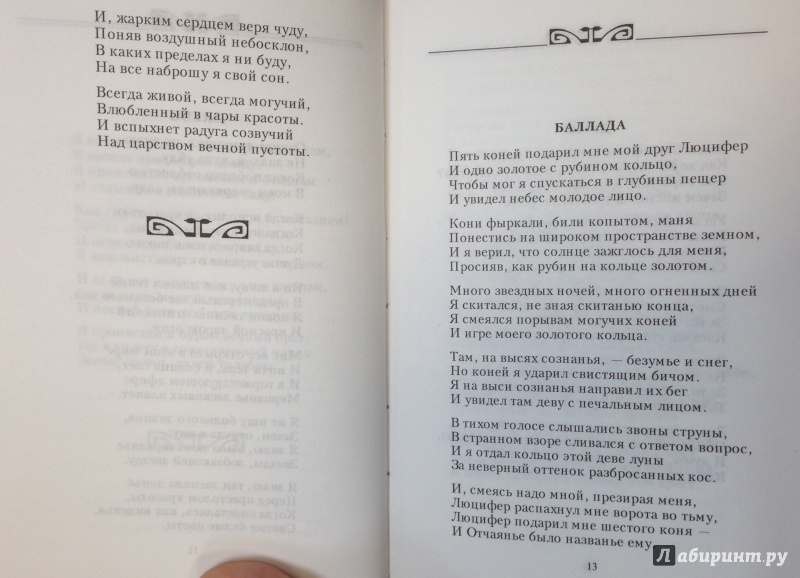 И, жарким сердцем веря чуду,
Поняв воздушный небосклон,
В каких пределах я ни буду,
На все наброшу я свой сон.
Всегда живой, всегда могучий,
Влюбленный в чары красоты.
И вспыхнет радуга созвучий
Над царством вечной пустоты.
БАЛЛАДА
Пять коней подарил мне мой друг Люцифер
И одно золотое с рубином кольцо,
Чтобы мог я спускаться в глубины пещер
И увидел небес молодое лицо.
Кони фыркали, били копытом, маня
Понестись на широком пространстве земном,
И я верил, что солнце зажглось для меня,
Просияв, как рубин на кольце золотом.
Много звездных ночей, много огненных дней
Я скитался, не зная скитанью конца,
Я смеялся порывам могучих коней
И игре моего золотого кольца.
Там, на высях сознанья, — безумье и снег,
Но коней я ударил свистящим бичом.
Я на выси сознанья направил их бег
И увидел там деву с печальным лицом.
В тихом голосе слышались звоны струны,
В странном взоре сливался с ответом вопрос,
И я отдал кольцо этой деве луны
За неверный оттенок разбросанных кос.
И, смеясь надо мной, презирая меня,
Люцифер распахнул мне ворота во тьму,
Люцифер подарил мне шестого коня —
И Отчаянье было названье ему.
13
Лабиринт.ру